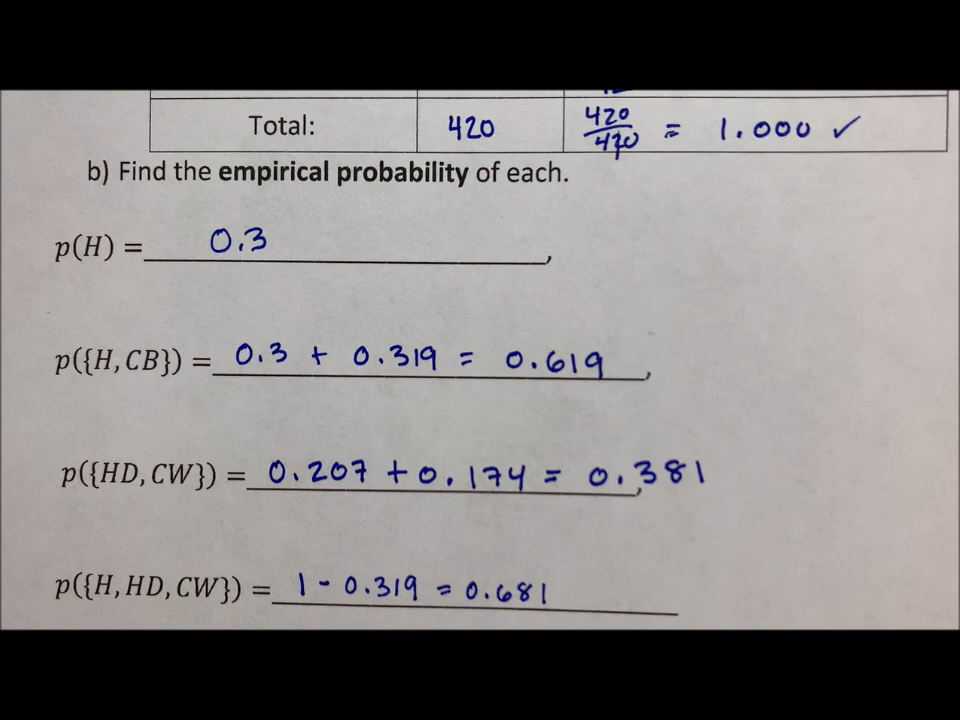 Total: 420 420/420 = 1.000 ✓
b) Find the empirical probability of each.
p(H) = 0.3,
p({H, CB}) = 0.3 + 0.319 = 0.619,
p({HD, CW}) = 0.207 + 0.174 = 0.381,
p({H, HD, CW}) = 1 - 0.319 = 0.681